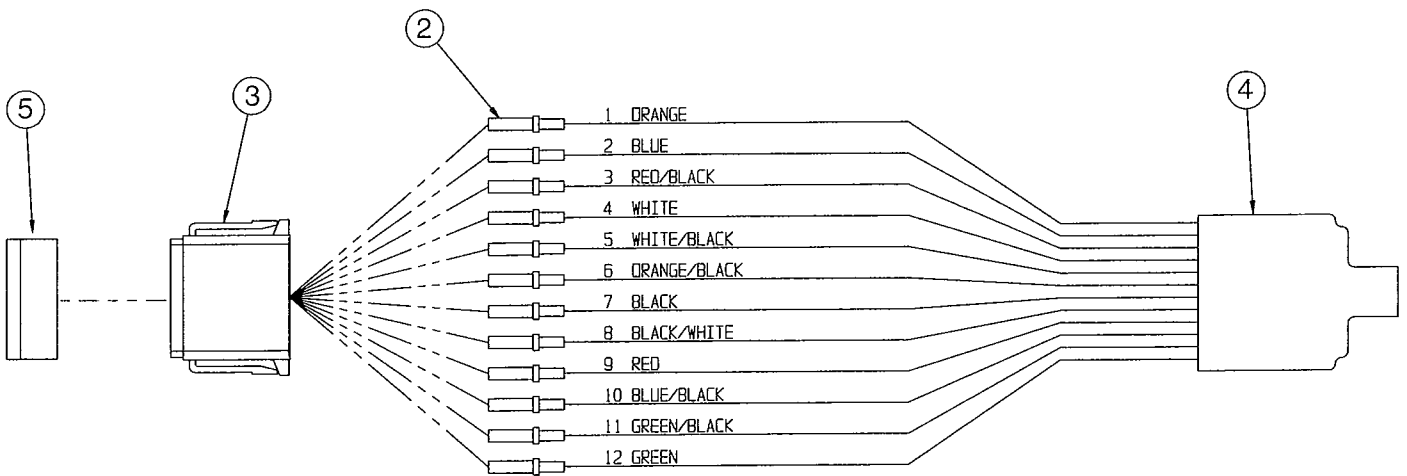 2
3
5
4
1 ORANGE
2 BLUE
3 RED/BLACK
4 WHITE
5 WHITE/BLACK
6 ORANGE/BLACK
7 BLACK
8 BLACK/WHITE
9 RED
10 BLUE/BLACK
11 GREEN/BLACK
12 GREEN